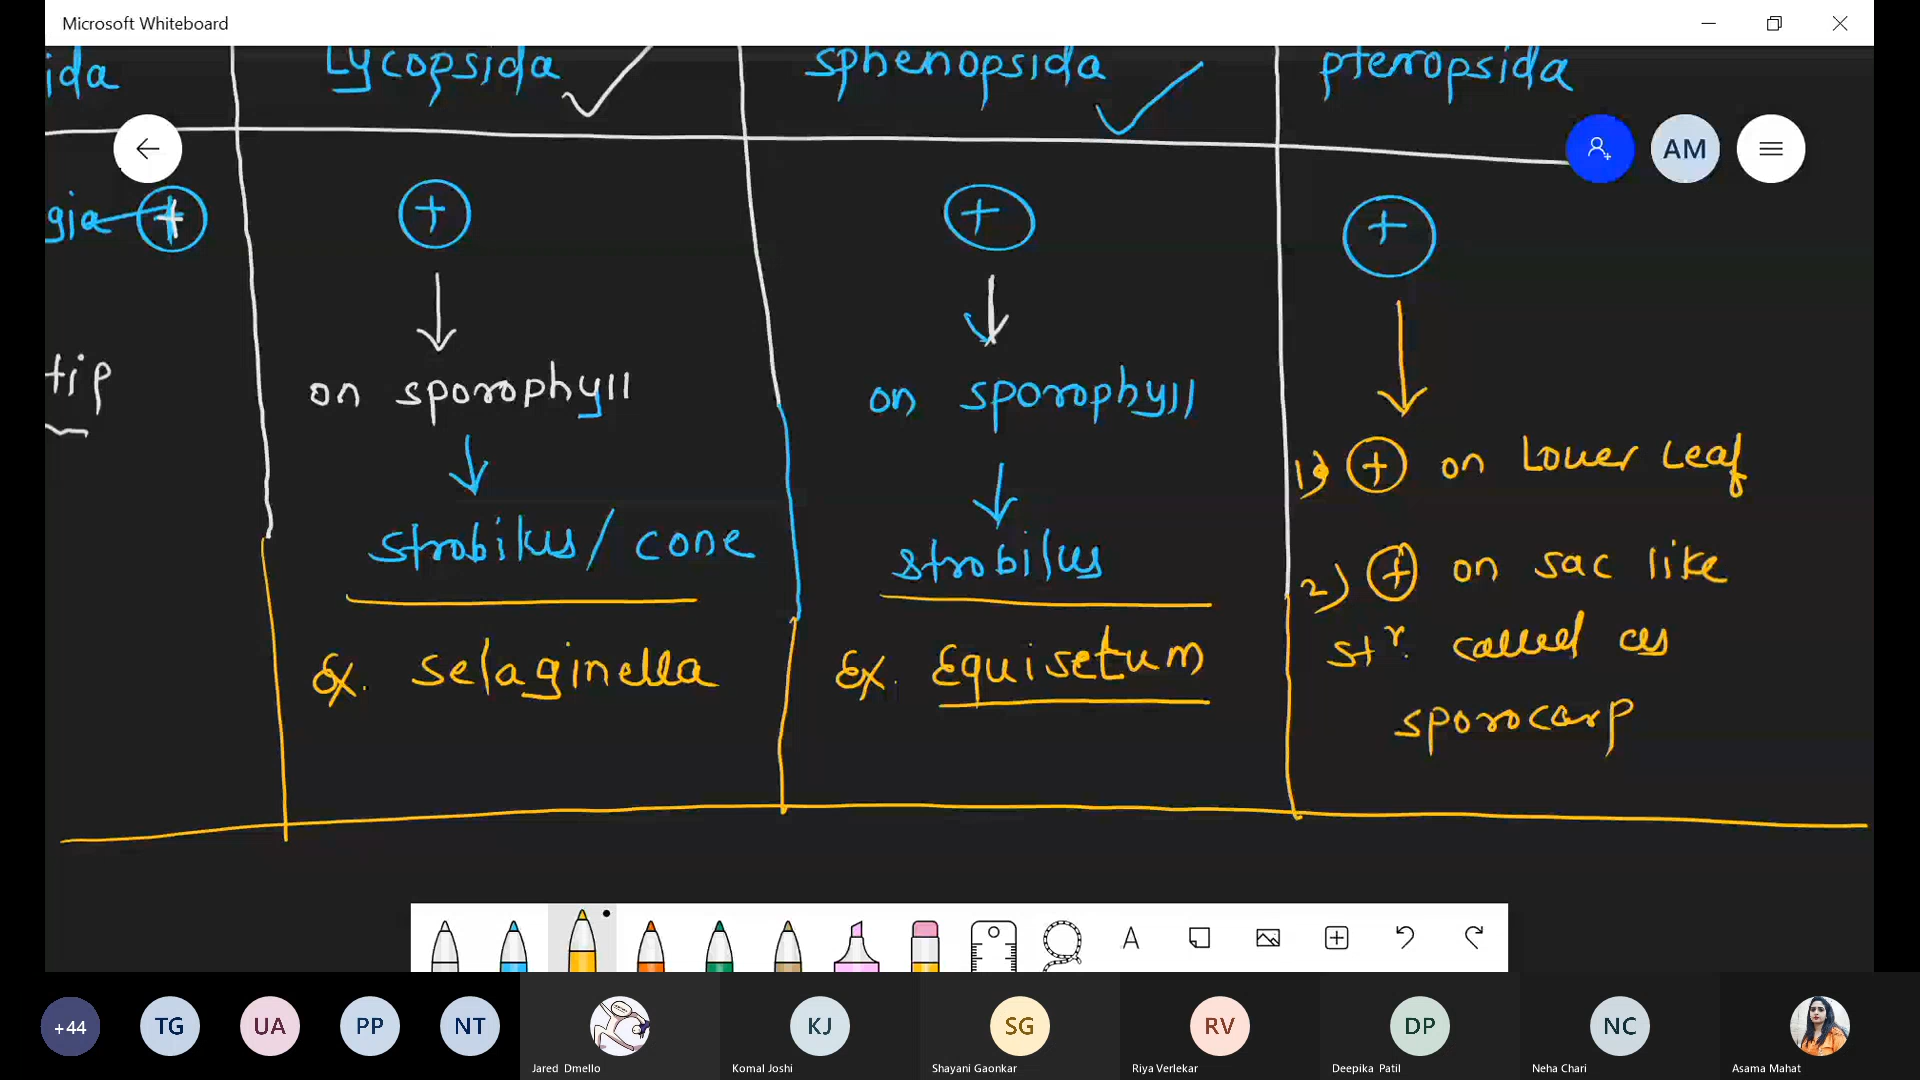 Microsoft Whiteboard
ida
Lycopsida
sphenopsida
pteropsida
AM
gia +
+
+
+
tip
on sporophyll
on sporophyll
1) + on Lower Leaf
strobilus / cone
strobilus
2) + on sac like
str. called as
sporocarp
Ex. Selaginella
Ex. Equisetum
A
+44
TG
UA
PP
NT
KJ
SG
RV
DP
NC
Jared Dmello
Komal Joshi
Shayani Gaonkar
Riya Verlekar
Deepika Patil
Neha Chari
Asama Mahat